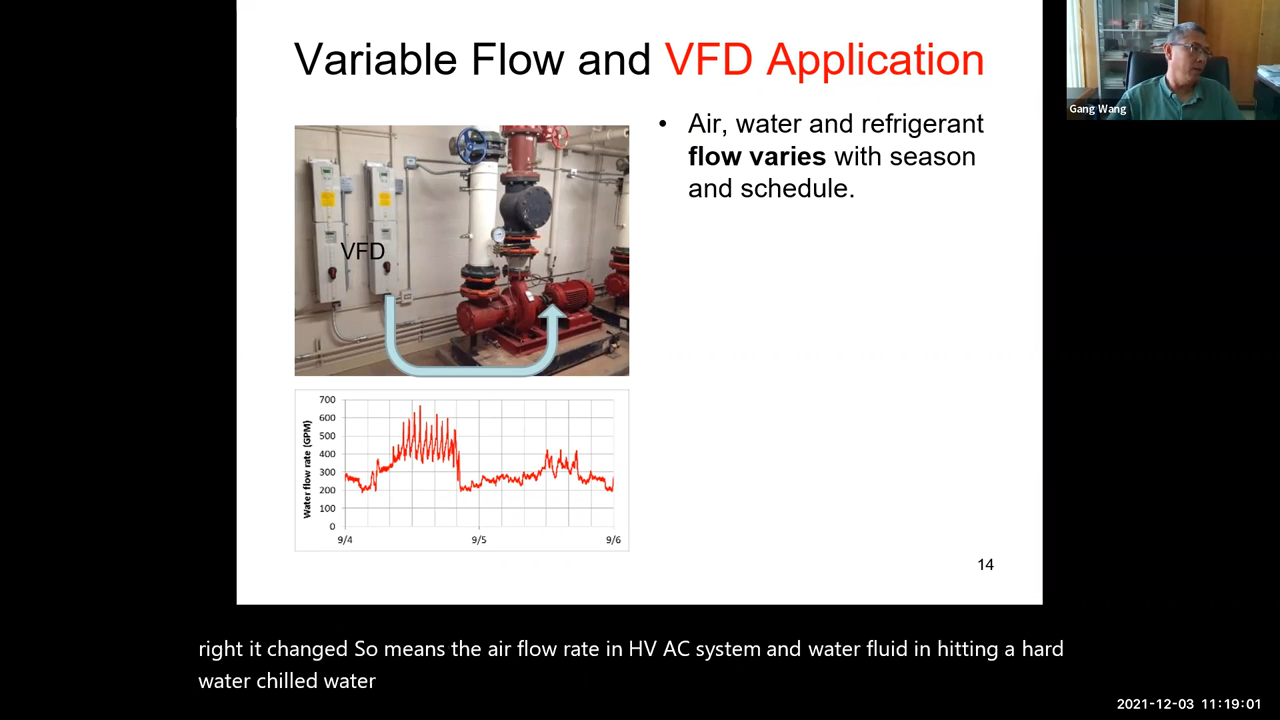 Variable Flow and VFD Application
Gang Wang
• Air, water and refrigerant
flow varies with season
and schedule.
VFD
700
600
500
400
300
200
100
0
Water flow rate (GPM)
9/4
9/5
9/6
14
right it changed So means the air flow rate in HV AC system and water fluid in hitting a hard
water chilled water
2021-12-03 11:19:01